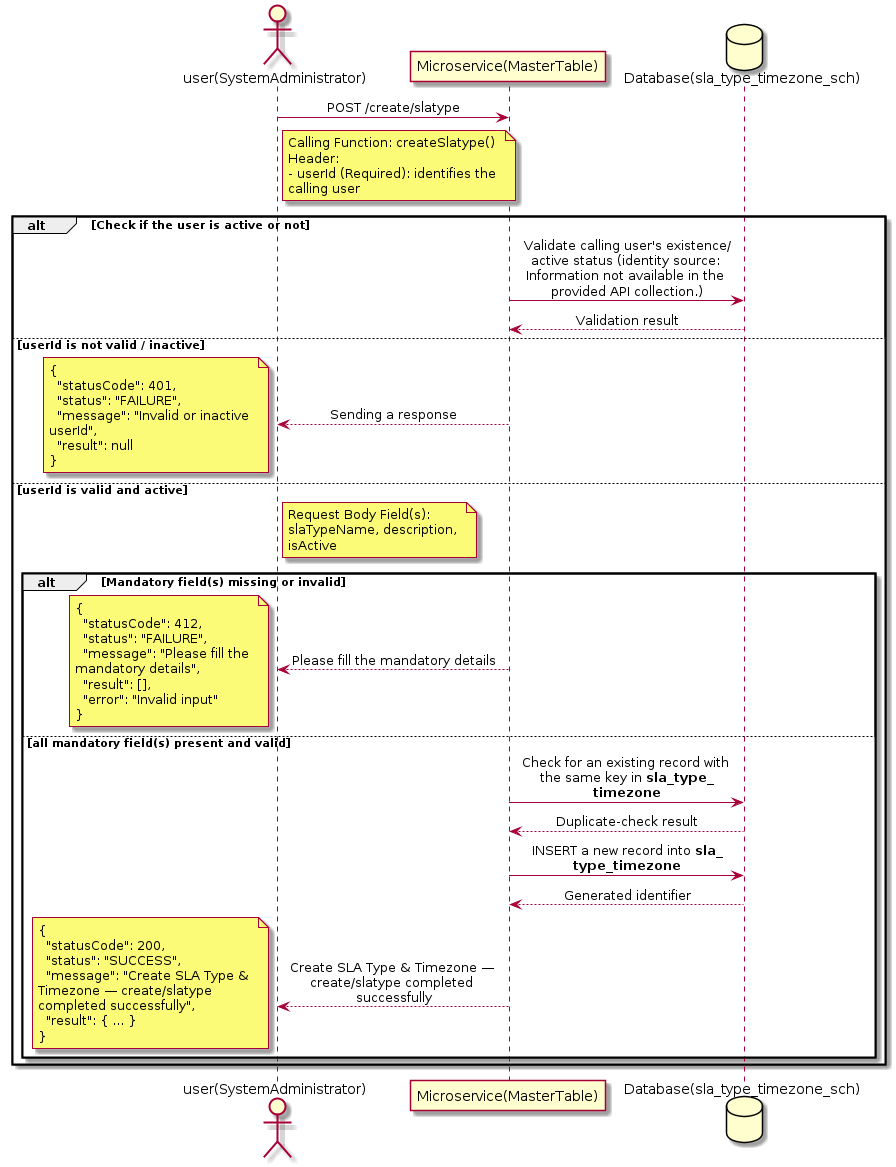 user(SystemAdministrator)
Microservice(MasterTable)
Database(sla_type_timezone_sch)
POST /create/slatype
Calling Function: createSlatype()
Header:
- userId (Required): identifies the
calling user
alt
[Check if the user is active or not]
Validate calling user's existence/
active status (identity source:
Information not available in the
provided API collection.)
Validation result
[userId is not valid / inactive]
{
"statusCode": 401,
"status": "FAILURE",
"message": "Invalid or inactive
userId",
"result": null
}
Sending a response
[userId is valid and active]
Request Body Field(s):
slaTypeName, description,
isActive
alt
[Mandatory field(s) missing or invalid]
{
"statusCode": 412,
"status": "FAILURE",
"message": "Please fill the
mandatory details",
"result": [],
"error": "Invalid input"
}
Please fill the mandatory details
[all mandatory field(s) present and valid]
Check for an existing record with
the same key in sla_type_
timezone
Duplicate-check result
INSERT a new record into sla_
type_timezone
Generated identifier
{
"statusCode": 200,
"status": "SUCCESS",
"message": "Create SLA Type &
Timezone — create/slatype
completed successfully",
"result": { ... }
}
Create SLA Type & Timezone —
create/slatype completed
successfully
user(SystemAdministrator)
Microservice(MasterTable)
Database(sla_type_timezone_sch)